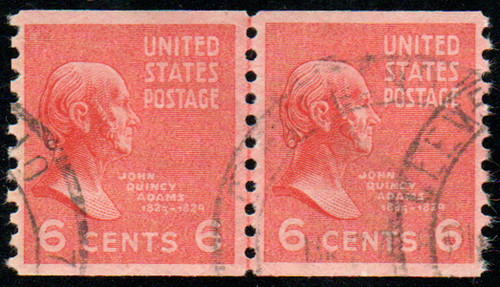 UNITED
STATES
POSTAGE
JOHN
QUINCY
ADAMS
1825-1829
6 CENTS 6
UNITED
STATES
POSTAGE
JOHN
QUINCY
ADAMS
1825-1829
6 CENTS 6